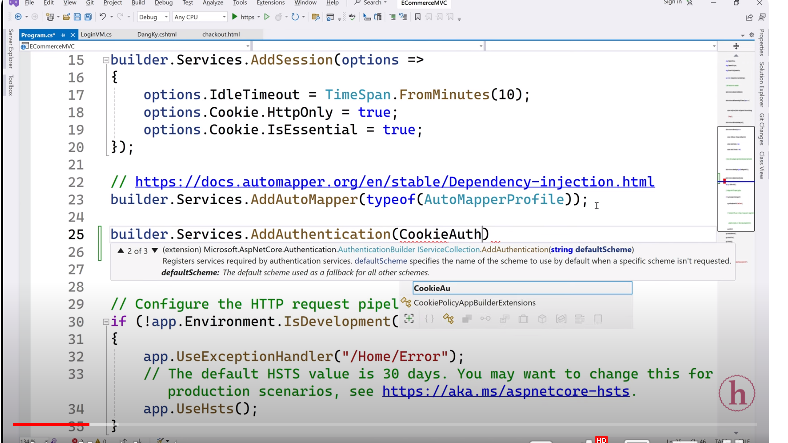 File Edit View Git Project Build Debug Test Analyze Tools Extensions Window Help Search ECommerceMVC Sign in
Debug Any CPU https
Program.cs* LoginVM.cs DangKy.cshtml checkout.html
ECommerceMVC
15 builder.Services.AddSession(options =>
16 {
17 options.IdleTimeout = TimeSpan.FromMinutes(10);
18 options.Cookie.HttpOnly = true;
19 options.Cookie.IsEssential = true;
20 });
21
22 // https://docs.automapper.org/en/stable/Dependency-injection.html
23 builder.Services.AddAutoMapper(typeof(AutoMapperProfile));
24
25 builder.Services.AddAuthentication(CookieAuth)
26 ▲ 2 of 3 ▼ (extension) Microsoft.AspNetCore.Authentication.AuthenticationBuilder IServiceCollection.AddAuthentication(string defaultScheme)
Registers services required by authentication services. defaultScheme specifies the name of the scheme to use by default when a specific scheme isn't requested.
27 defaultScheme: The default scheme used as a fallback for all other schemes.
28 CookieAu
29 // Configure the HTTP request pipel
CookiePolicyAppBuilderExtensions
30 if (!app.Environment.IsDevelopment(
31 {
32 app.UseExceptionHandler("/Home/Error");
33 // The default HSTS value is 30 days. You may want to change this for
production scenarios, see https://aka.ms/aspnetcore-hsts.
34 app.UseHsts();
35 }
Server Explorer
Toolbox
Properties
Solution Explorer
Git Changes
Class View
h
HD